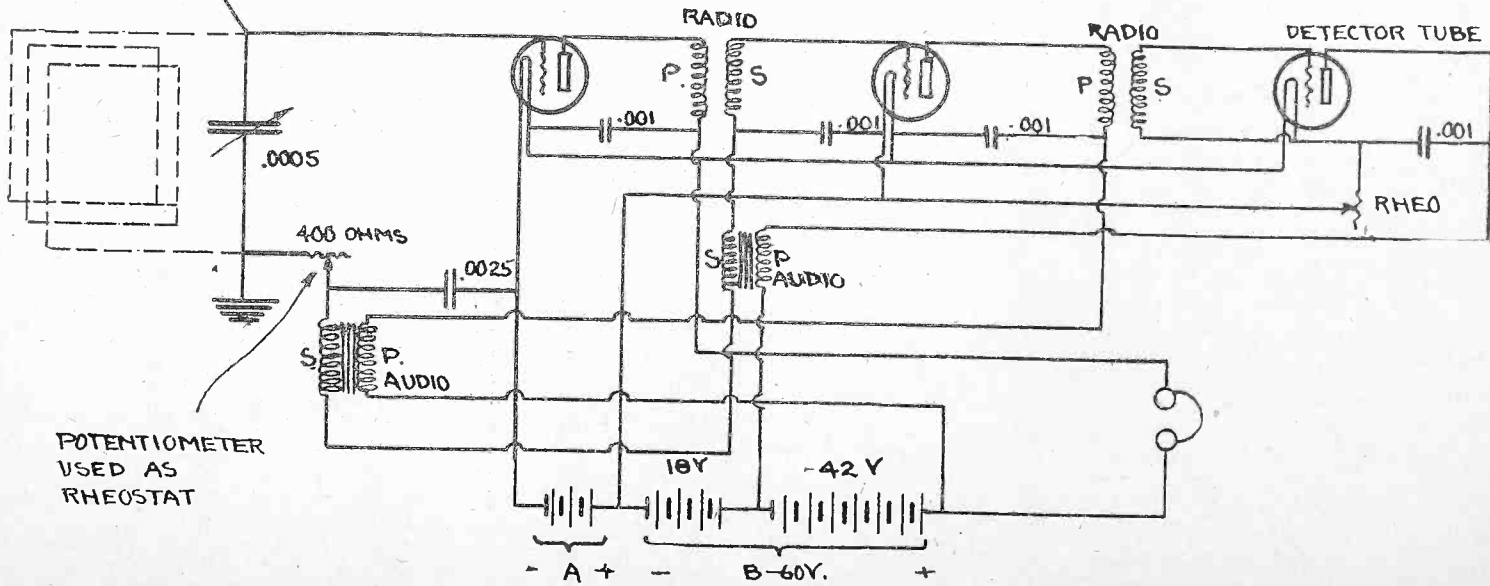 RADIO
RADIO
DETECTOR TUBE
P. S
P S
.001
.001
.001
.001
.0005
RHEO
400 OHMS
.0025
S P
AUDIO
S P.
AUDIO
POTENTIOMETER
USED AS
RHEOSTAT
18V
-42 V
- A + - B-60V. +